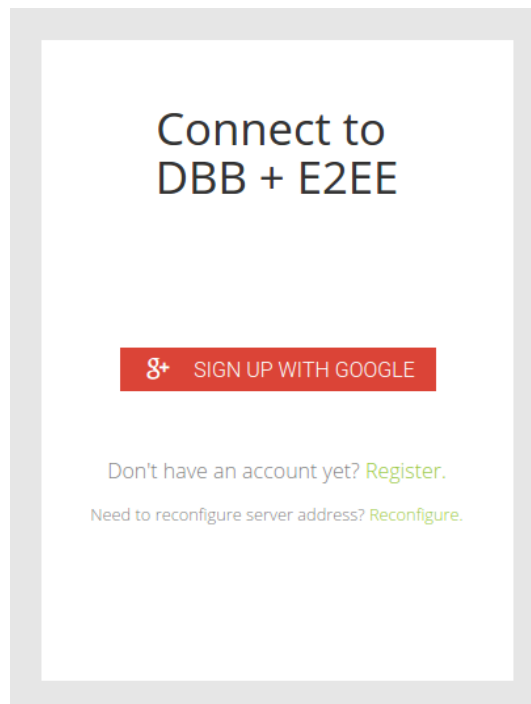 Connect to
DBB + E2EE
g+ SIGN UP WITH GOOGLE
Don't have an account yet? Register.
Need to reconfigure server address? Reconfigure.